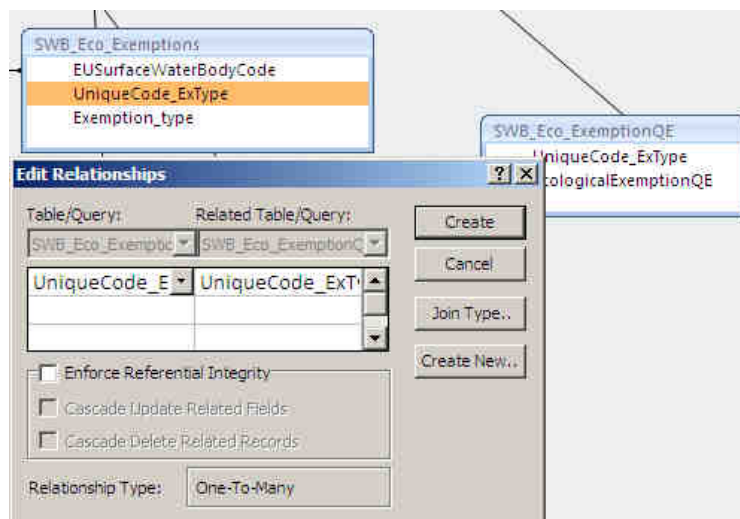 SWB_Eco_Exemptions
EUSurfaceWaterBodyCode
UniqueCode_ExType
Exemption_type
SWB_Eco_ExemptionQE
UniqueCode_ExType
cologicalExemptionQE
Edit Relationships
Table/Query: Related Table/Query:
SWB_Eco_Exemptic SWB_Eco_ExemptionQ
UniqueCode_E UniqueCode_ExT
Create
Cancel
Join Type..
Create New..
Enforce Referential Integrity
Cascade Update Related Fields
Cascade Delete Related Records
Relationship Type: One-To-Many